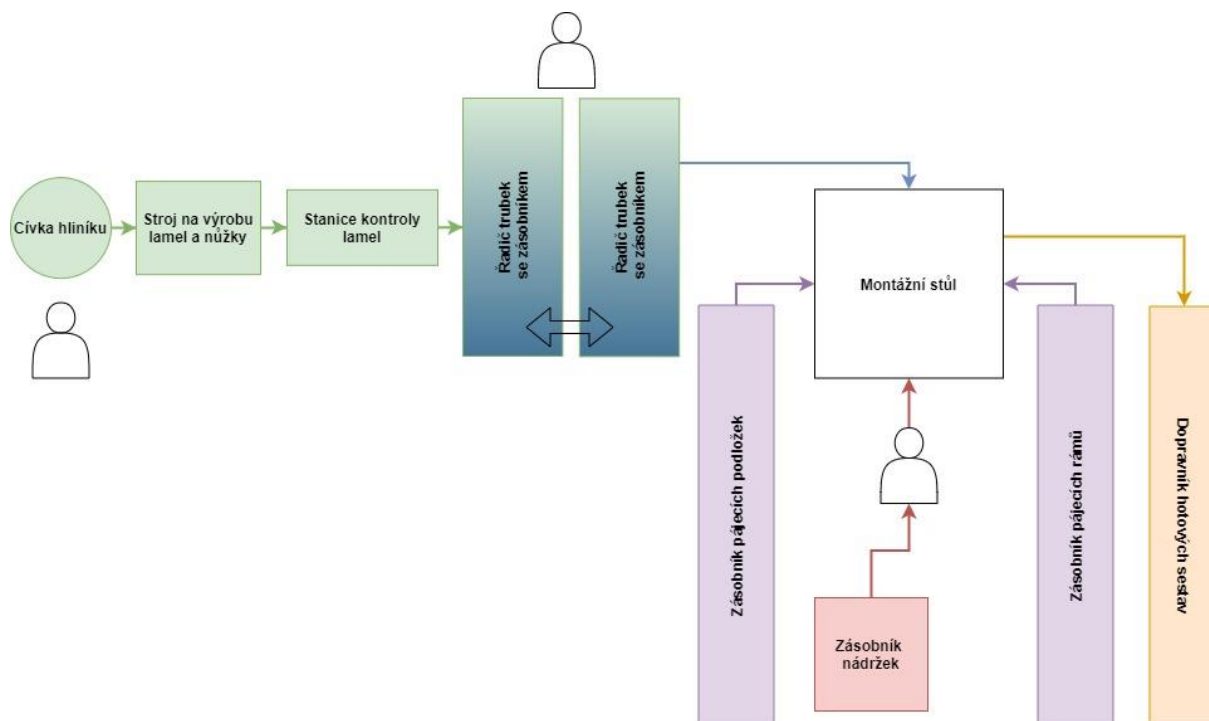 Cívka hliníku
Stroj na výrobu
lamel a nůžky
Stanice kontroly
lamel
Řadič trubek
se zásobníkem
Řadič trubek
se zásobníkem
Montážní stůl
Zásobník pájecích podložek
Zásobník
nádržek
Zásobník pájecích rámů
Dopravník hotových sestav